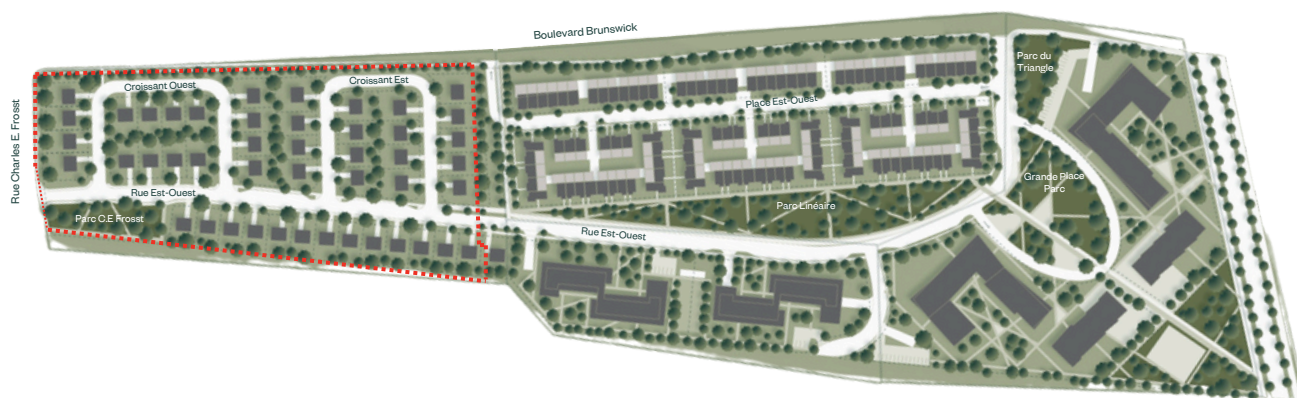 Boulevard Brunswick
Parc du
Triangle
Croissant Ouest
Croissant Est
Place Est-Ouest
Rue Charles E. Frosst
Grande Place
Parc
Rue Est-Ouest
Parc Linéaire
Parc C.E Frosst
Rue Est-Ouest